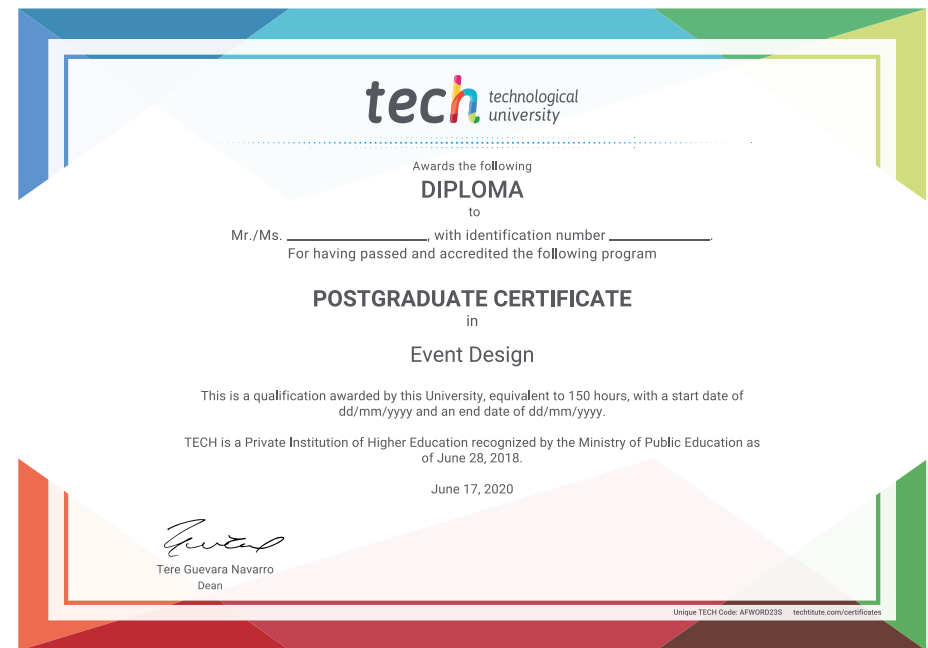 tech technological
university
Awards the following
DIPLOMA
to
Mr./Ms. ____________________, with identification number ______________.
For having passed and accredited the following program
POSTGRADUATE CERTIFICATE
in
Event Design
This is a qualification awarded by this University, equivalent to 150 hours, with a start date of
dd/mm/yyyy and an end date of dd/mm/yyyy.
TECH is a Private Institution of Higher Education recognized by the Ministry of Public Education as
of June 28, 2018.
June 17, 2020
Tere Guevara Navarro
Dean
Unique TECH Code: AFWORD23S techtitute.com/certificates